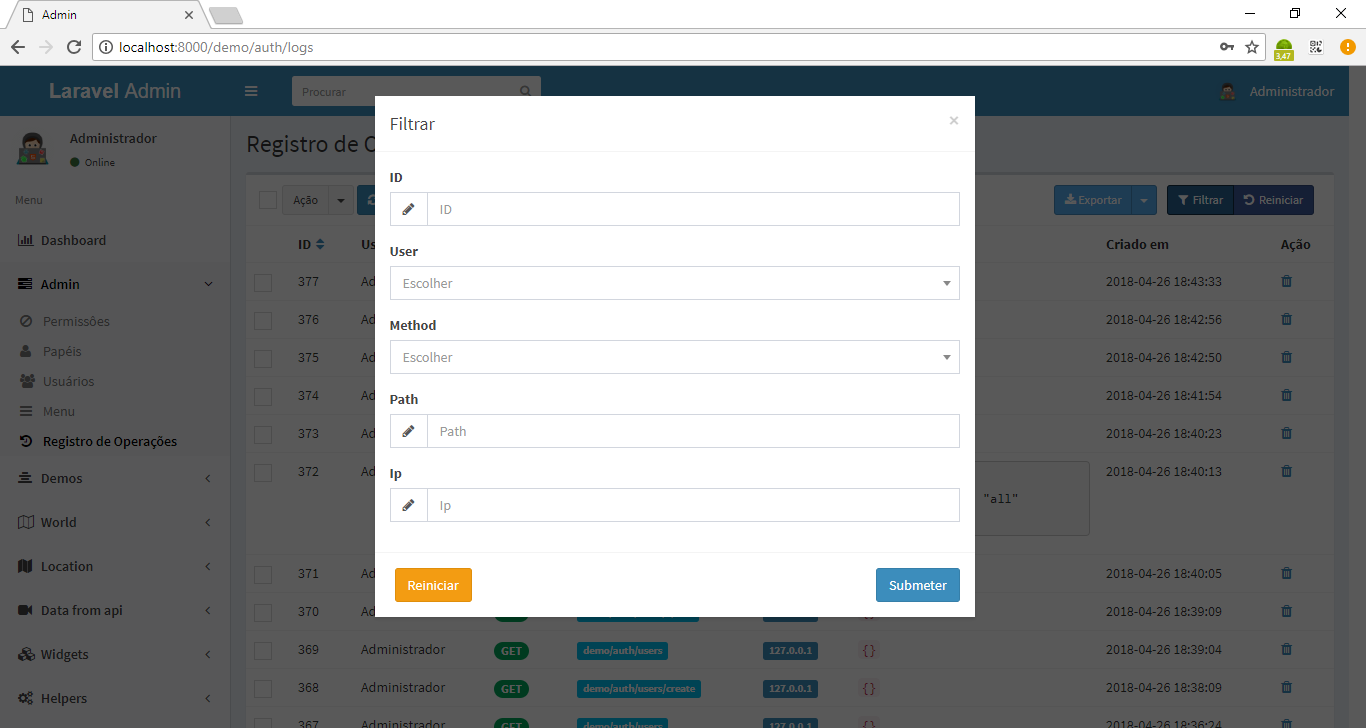 Admin
localhost:8000/demo/auth/logs
3,47
Laravel Admin
Procurar
Administrador
Administrador
Online
Menu
Dashboard
Admin
Permissões
Papéis
Usuários
Menu
Registro de Operações
Demos
World
Location
Data from api
Widgets
Helpers
Registro de O
Ação
Exportar
Filtrar
Reiniciar
ID Us Criado em Ação
377 Ad 2018-04-26 18:43:33
376 Ad 2018-04-26 18:42:56
375 Ad 2018-04-26 18:42:50
374 Ad 2018-04-26 18:41:54
373 Ad 2018-04-26 18:40:23
372 Ad "all" 2018-04-26 18:40:13
371 Ad 2018-04-26 18:40:05
370 Ad {} 2018-04-26 18:39:09
369 Administrador GET demo/auth/users 127.0.0.1 {} 2018-04-26 18:39:04
368 Administrador GET demo/auth/users/create 127.0.0.1 {} 2018-04-26 18:38:09
367 Administrador GET demo/auth/users 127.0.0.1 {} 2018-04-26 18:36:24
Filtrar
×
ID
ID
User
Escolher
Method
Escolher
Path
Path
Ip
Ip
Reiniciar
Submeter